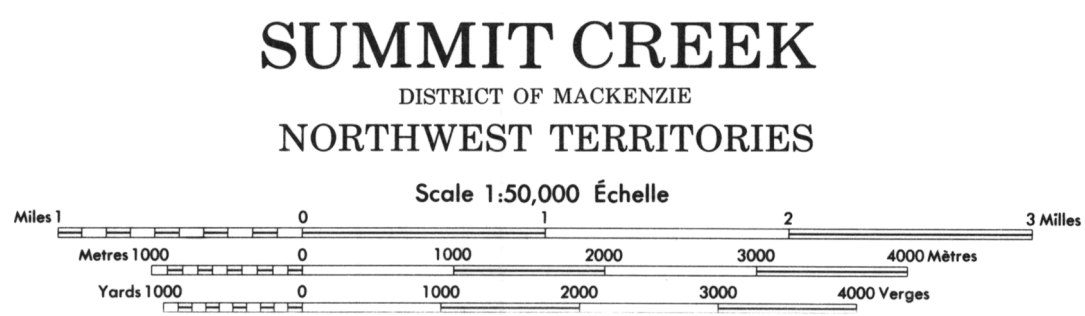 SUMMIT CREEK
DISTRICT OF MACKENZIE
NORTHWEST TERRITORIES
Scale 1:50,000 Échelle
Miles 1 0 1 2 3 Milles
Metres 1000 0 1000 2000 3000 4000 Mètres
Yards 1000 0 1000 2000 3000 4000 Verges